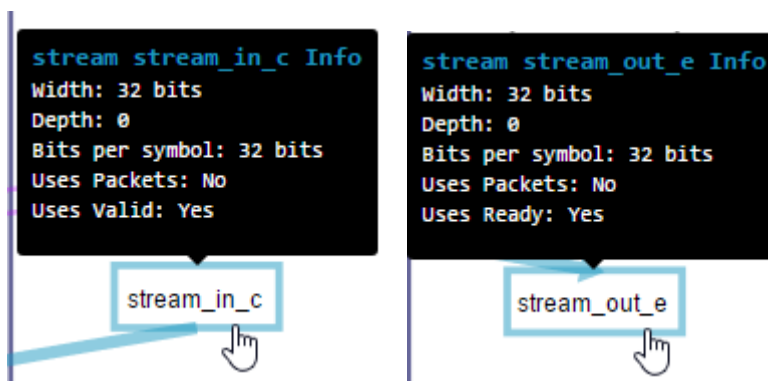 stream stream_in_c Info
Width: 32 bits
Depth: 0
Bits per symbol: 32 bits
Uses Packets: No
Uses Valid: Yes
stream_in_c
stream stream_out_e Info
Width: 32 bits
Depth: 0
Bits per symbol: 32 bits
Uses Packets: No
Uses Ready: Yes
stream_out_e